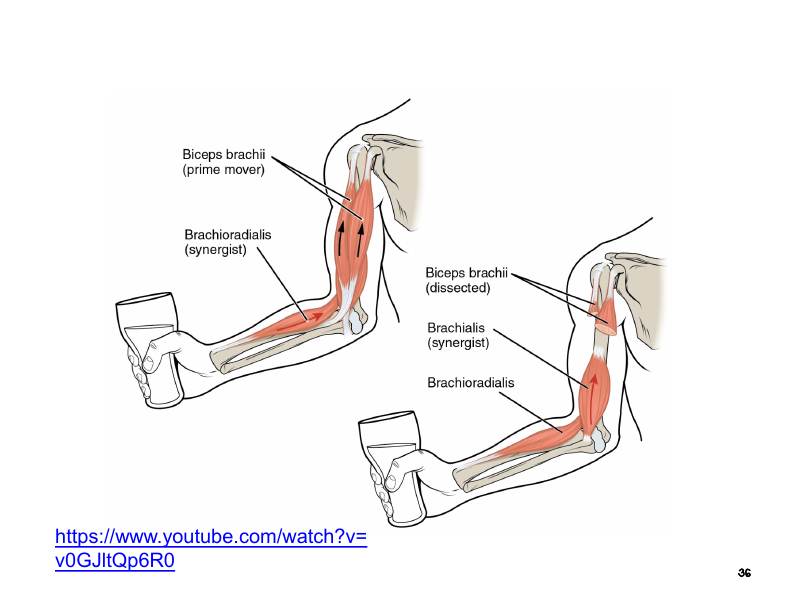 Biceps brachii
(prime mover)
Brachioradialis
(synergist)
Biceps brachii
(dissected)
Brachialis
(synergist)
Brachioradialis
https://www.youtube.com/watch?v=
v0GJltQp6R0
36